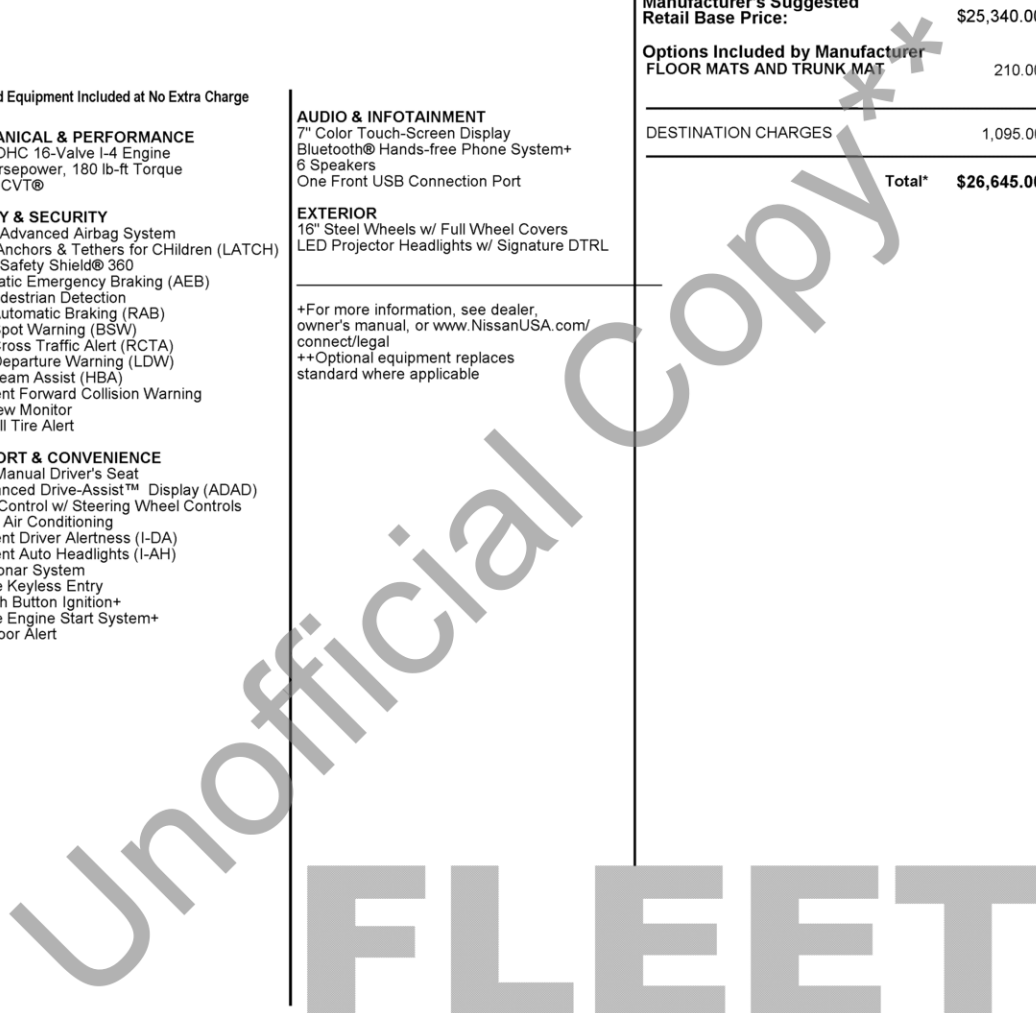 d Equipment Included at No Extra Charge
ANICAL & PERFORMANCE
OHC 16-Valve I-4 Engine
rsepower, 180 lb-ft Torque
CVT®
Y & SECURITY
Advanced Airbag System
Anchors & Tethers for CHildren (LATCH)
Safety Shield® 360
atic Emergency Braking (AEB)
destrian Detection
utomatic Braking (RAB)
pot Warning (BSW)
ross Traffic Alert (RCTA)
Departure Warning (LDW)
eam Assist (HBA)
ent Forward Collision Warning
ew Monitor
ll Tire Alert
ORT & CONVENIENCE
Manual Driver's Seat
nced Drive-Assist™ Display (ADAD)
Control w/ Steering Wheel Controls
Air Conditioning
ent Driver Alertness (I-DA)
ent Auto Headlights (I-AH)
onar System
e Keyless Entry
h Button Ignition+
e Engine Start System+
oor Alert
AUDIO & INFOTAINMENT
7" Color Touch-Screen Display
Bluetooth® Hands-free Phone System+
6 Speakers
One Front USB Connection Port
EXTERIOR
16" Steel Wheels w/ Full Wheel Covers
LED Projector Headlights w/ Signature DTRL
+For more information, see dealer,
owner's manual, or www.NissanUSA.com/
connect/legal
++Optional equipment replaces
standard where applicable
Manufacturer's Suggested
Retail Base Price: $25,340.00
Options Included by Manufacturer
FLOOR MATS AND TRUNK MAT 210.00
DESTINATION CHARGES 1,095.00
Total* $26,645.00
Unofficial Copy**
FLEET